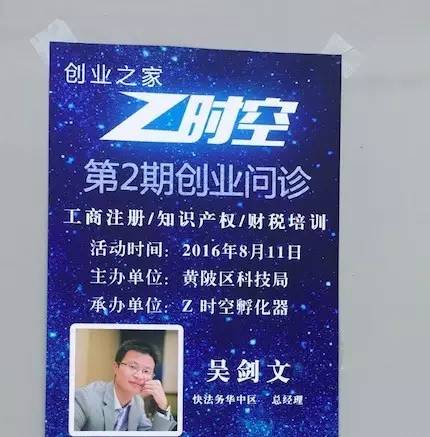 创业之家
Z时空
第2期创业问诊
工商注册/知识产权/财税培训
活动时间：2016年8月11日
主办单位：黄陂区科技局
承办单位：Z 时空孵化器
吴剑文
快法务华中区 总经理